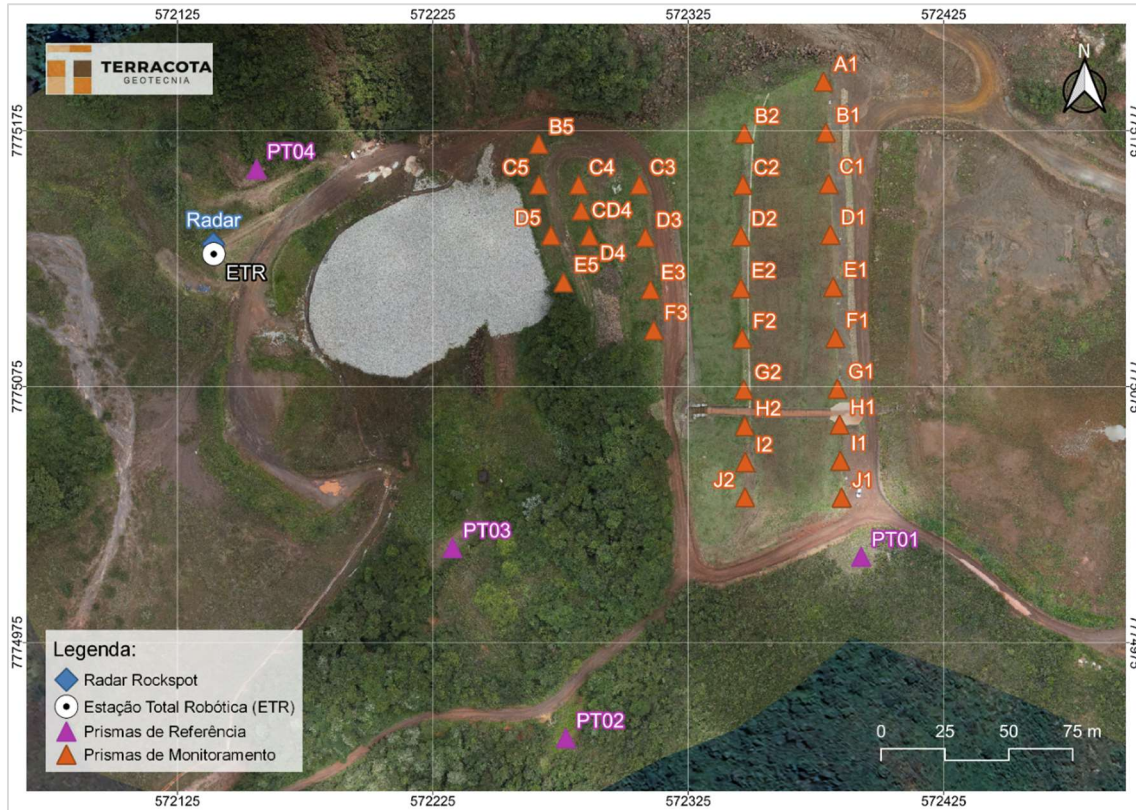 572125 572225 572325 572425
TERRACOTA
GEOTECNIA
N
A1
7775175 7775175
B5 B2 B1
PT04
C5 C4 C3 C2 C1
CD4
Radar D5 D4 D3 D2 D1
ETR
E5 E3 E2 E1
F3 F2 F1
7775075 7775075
G2 G1
H2 H1
I2 I1
J2 J1
PT03 PT01
7774975 7774975
Legenda:
Radar Rockspot
Estação Total Robótica (ETR)
Prismas de Referência
Prismas de Monitoramento
PT02
0 25 50 75 m
572125 572225 572325 572425